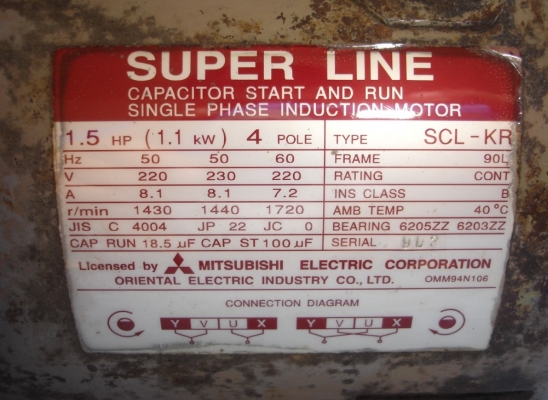 SUPER LINE
CAPACITOR START AND RUN
SINGLE PHASE INDUCTION MOTOR
1.5 HP (1.1 kW) 4 POLE TYPE SCL-KR
Hz 50 50 60 FRAME 90L
V 220 230 220 RATING CONT
A 8.1 8.1 7.2 INS CLASS B
r/min 1430 1440 1720 AMB TEMP 40°C
JIS C 4004 JP 22 JC 0 BEARING 6205ZZ 6203ZZ
CAP RUN 18.5 µF CAP ST 100 µF SERIAL
Licensed by MITSUBISHI ELECTRIC CORPORATION
ORIENTAL ELECTRIC INDUSTRY CO., LTD. OMM94N106
CONNECTION DIAGRAM
Y V U X Y V U X